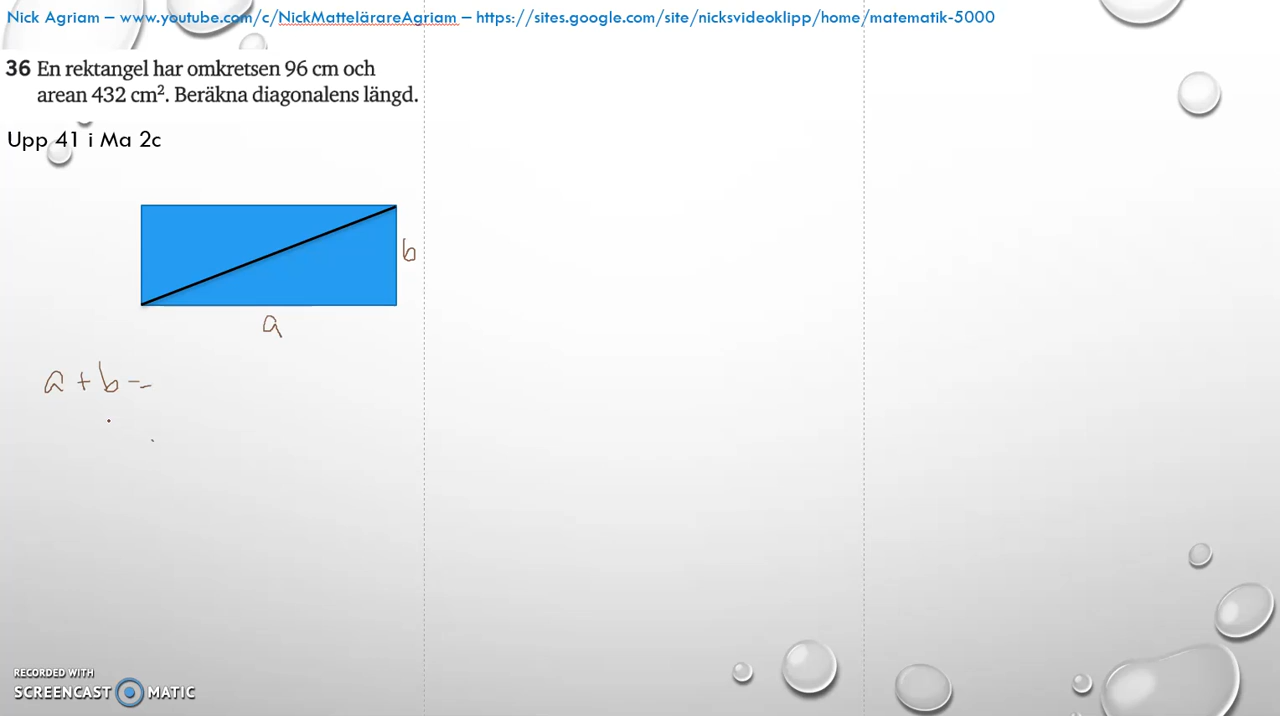 Nick Agriam – www.youtube.com/c/NickMattelärareAgriam – https://sites.google.com/site/nicksvideoklipp/home/matematik-5000
36 En rektangel har omkretsen 96 cm och
arean 432 cm². Beräkna diagonalens längd.
Upp 41 i Ma 2c
b
a
a + b =
RECORDED WITH
SCREENCAST MATIC